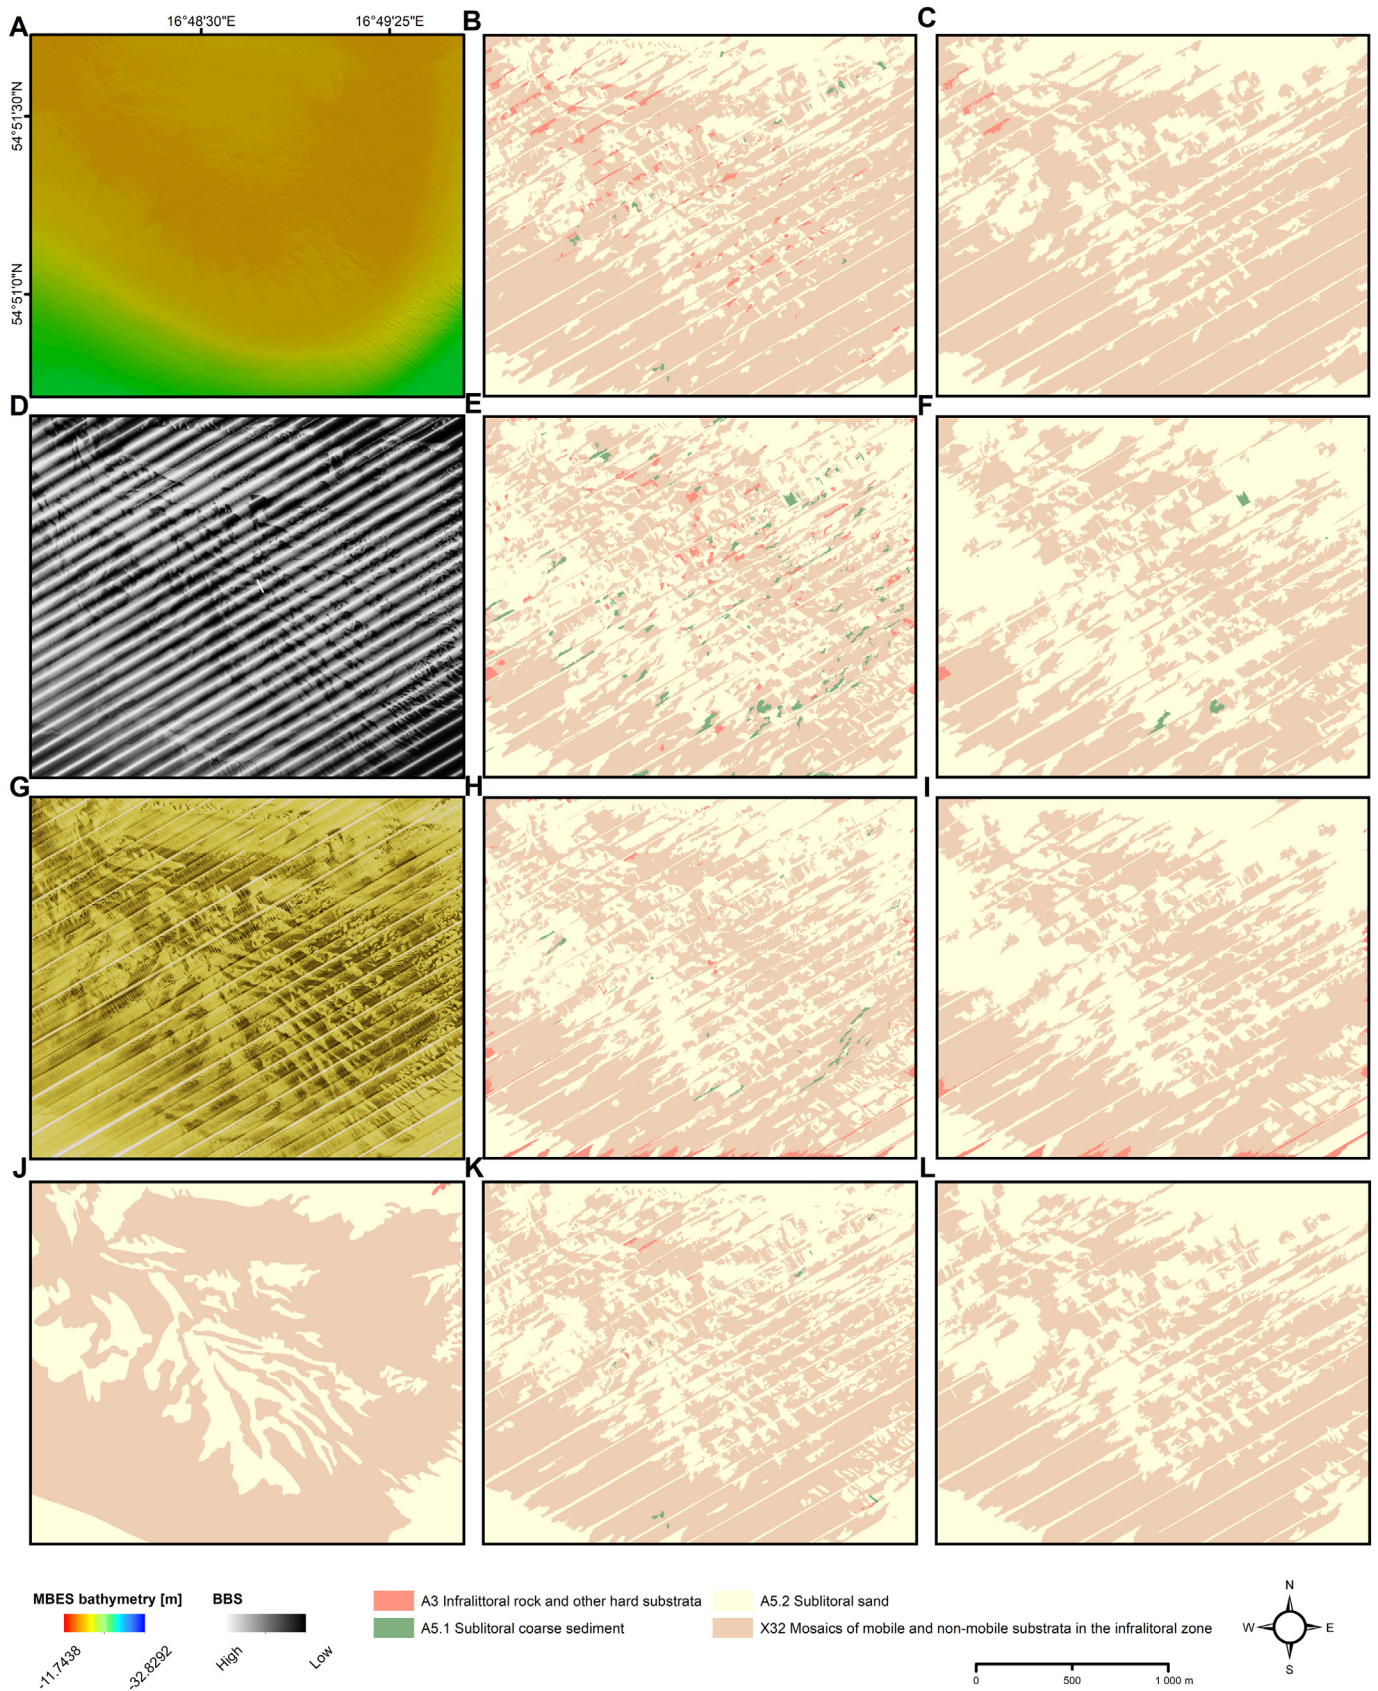 A
16°48'30"E
16°49'25"E
B
C
54°51'30"N
54°51'0"N
D
E
F
G
H
I
J
K
L
MBES bathymetry [m]
-11.7438
-32.8292
BBS
High
Low
A3 Infralittoral rock and other hard substrata
A5.1 Sublitoral coarse sediment
A5.2 Sublitoral sand
X32 Mosaics of mobile and non-mobile substrata in the infralitoral zone
N
W
E
S
0
500
1 000 m